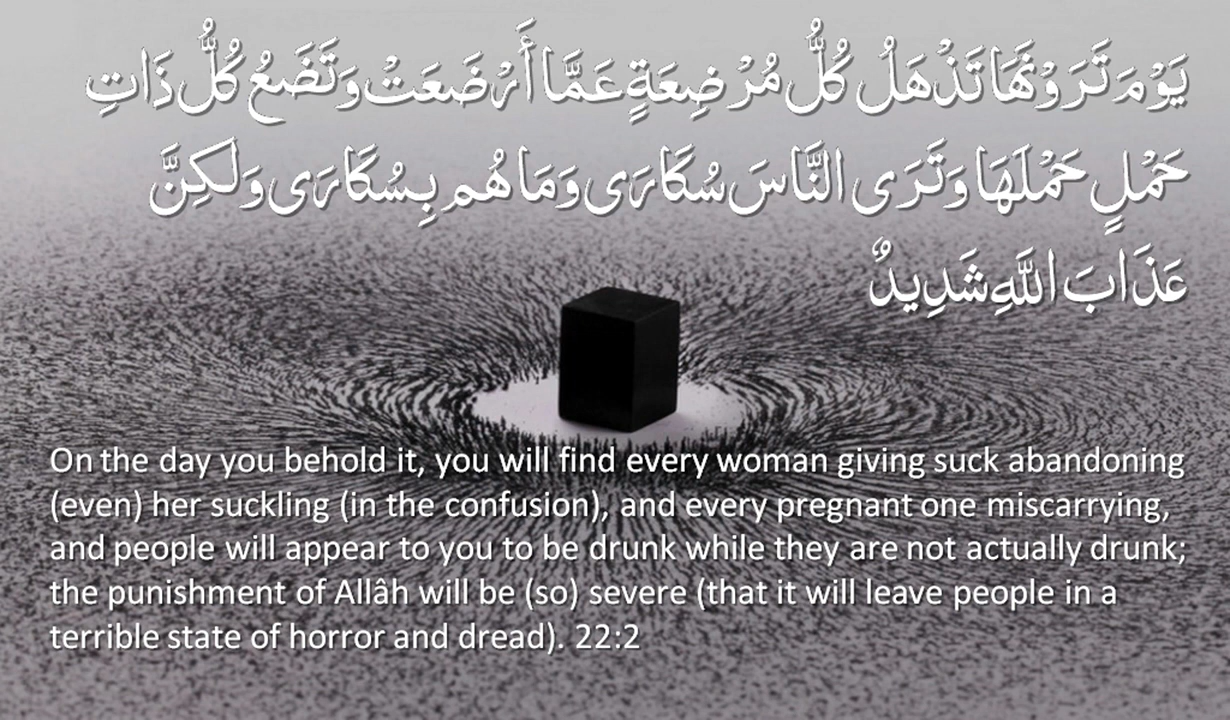 يَوْمَ تَرَوْنَهَا تَذْهَلُ كُلُّ مُرْضِعَةٍ عَمَّا أَرْضَعَتْ وَتَضَعُ كُلُّ ذَاتِ
حَمْلٍ حَمْلَهَا وَتَرَى النَّاسَ سُكَارَى وَمَا هُم بِسُكَارَى وَلَكِنَّ
عَذَابَ اللَّهِ شَدِيدٌ
On the day you behold it, you will find every woman giving suck abandoning
(even) her suckling (in the confusion), and every pregnant one miscarrying,
and people will appear to you to be drunk while they are not actually drunk;
the punishment of Allâh will be (so) severe (that it will leave people in a
terrible state of horror and dread). 22:2